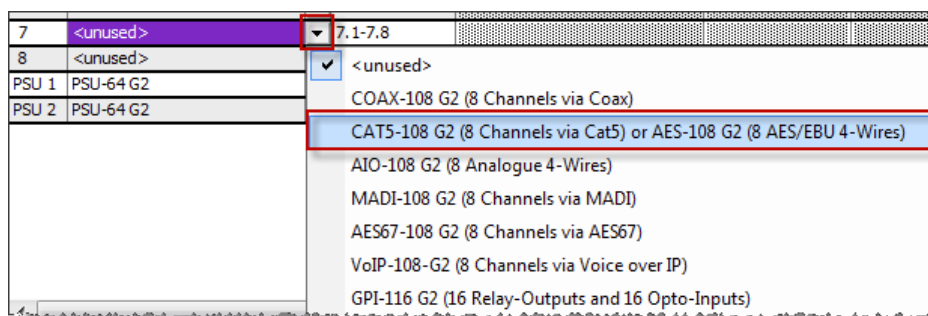 7 <unused> 7.1-7.8
8 <unused>
PSU 1 PSU-64 G2
PSU 2 PSU-64 G2
<unused>
COAX-108 G2 (8 Channels via Coax)
CAT5-108 G2 (8 Channels via Cat5) or AES-108 G2 (8 AES/EBU 4-Wires)
AIO-108 G2 (8 Analogue 4-Wires)
MADI-108 G2 (8 Channels via MADI)
AES67-108 G2 (8 Channels via AES67)
VoIP-108-G2 (8 Channels via Voice over IP)
GPI-116 G2 (16 Relay-Outputs and 16 Opto-Inputs)